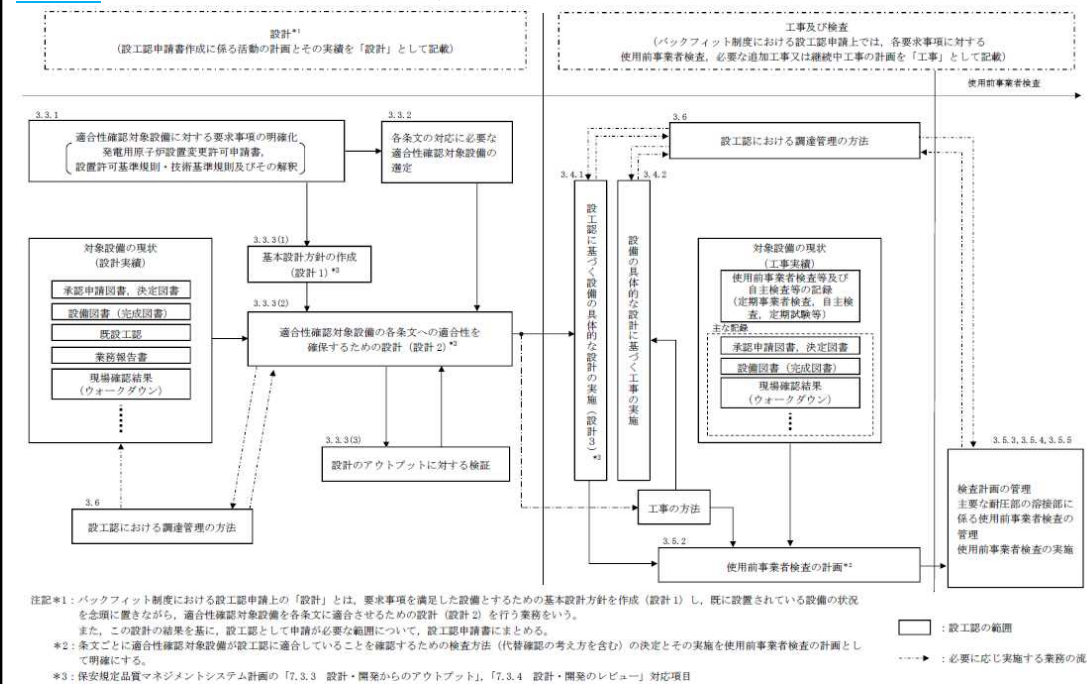 設計*1
(設工認申請書作成に係る活動の計画とその実績を「設計」として記載)
工事及び検査
(バックフィット制度における設工認申請上では，各要求事項に対する
使用前事業者検査，必要な追加工事又は継続中工事の計画を「工事」として記載)
使用前事業者検査
3.3.1
適合性確認対象設備に対する要求事項の明確化
発電用原子炉設置変更許可申請書，
設置許可基準規則・技術基準規則及びその解釈
3.3.2
各条文の対応に必要な
適合性確認対象設備の
選定
対象設備の現状
(設計実績)
承認申請図書、決定図書
設備図書（完成図書）
既設工認
業務報告書
現場確認結果
(ウォークダウン)
3.3.3(1)
基本設計方針の作成
(設計1) *3
3.3.3(2)
適合性確認対象設備の各条文への適合性を
確保するための設計（設計2）*3
3.3.3(3)
設計のアウトプットに対する検証
3.6
設工認における調達管理の方法
3.6
設工認における調達管理の方法
3.4.1
設工認に基づく設備の具体的な設計の実施（設計3）*3
3.4.2
設備の具体的な設計に基づく工事の実施
対象設備の現状
(工事実績)
使用前事業者検査等及び
自主検査等の記録
(定期事業者検査，自主検
査，定期試験等)
主な記録
承認申請図書，決定図書
設備図書（完成図書）
現場確認結果
(ウォークダウン)
工事の方法
3.5.2
使用前事業者検査の計画*2
3.5.3, 3.5.4, 3.5.5
検査計画の管理
主要な耐圧部の溶接部に
係る使用前事業者検査の
管理
使用前事業者検査の実施
注記*1：バックフィット制度における設工認申請上の「設計」とは，要求事項を満足した設備とするための基本設計方針を作成（設計1）し，既に設置されている設備の状況
を念頭に置きながら，適合性確認対象設備を各条文に適合させるための設計（設計2）を行う業務をいう。
また，この設計の結果を基に，設工認として申請が必要な範囲について，設工認申請書にまとめる。
*2：条文ごとに適合性確認対象設備が設工認に適合していることを確認するための検査方法（代替確認の考え方を含む）の決定とその実施を使用前事業者検査の計画とし
て明確にする。
*3：保安規定品質マネジメントシステム計画の「7.3.3　設計・開発からのアウトプット」，「7.3.4　設計・開発のレビュー」対応項目
：設工認の範囲
：必要に応じ実施する業務の流